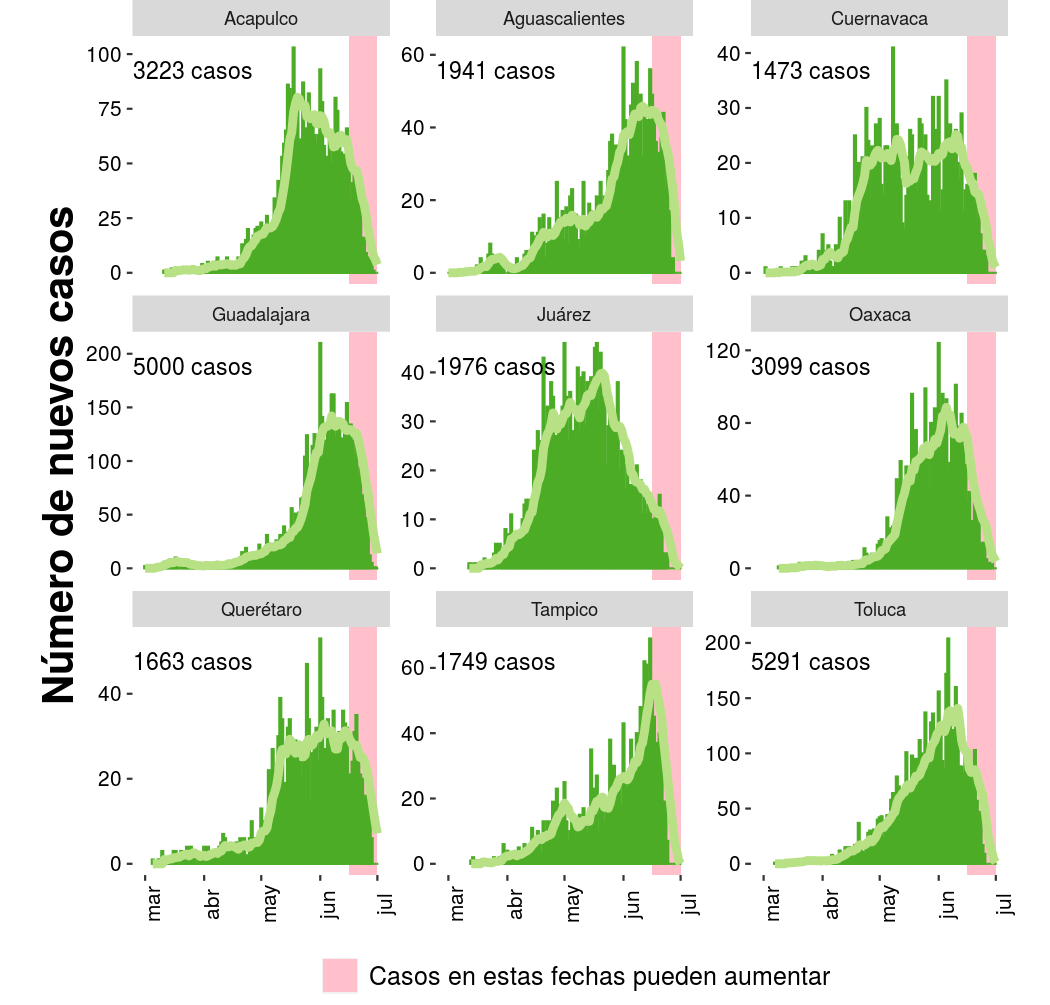 Número de nuevos casos
Acapulco
Aguascalientes
Cuernavaca
3223 casos
1941 casos
1473 casos
100
75
50
25
0
60
40
20
0
40
30
20
10
0
Guadalajara
Juárez
Oaxaca
5000 casos
1976 casos
3099 casos
200
150
100
50
0
40
30
20
10
0
120
80
40
0
Querétaro
Tampico
Toluca
1663 casos
1749 casos
5291 casos
40
20
0
60
40
20
0
200
150
100
50
0
mar
abr
may
jun
jul
mar
abr
may
jun
jul
mar
abr
may
jun
jul
Casos en estas fechas pueden aumentar